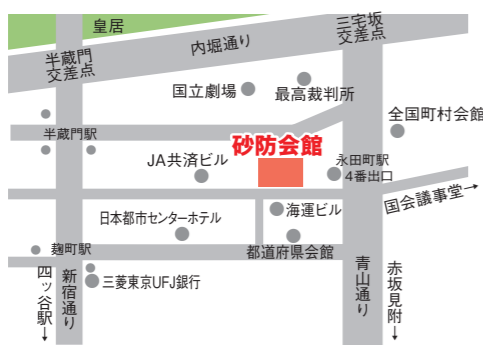 皇居
半蔵門
交差点
内堀通り
三宅坂
交差点
国立劇場
最高裁判所
全国町村会館
半蔵門駅
砂防会館
JA共済ビル
永田町駅
4番出口
国会議事堂→
日本都市センターホテル
海運ビル
都道府県会館
麹町駅
三菱東京UFJ銀行
四ッ谷駅→
新宿通り
青山通り
赤坂見附→